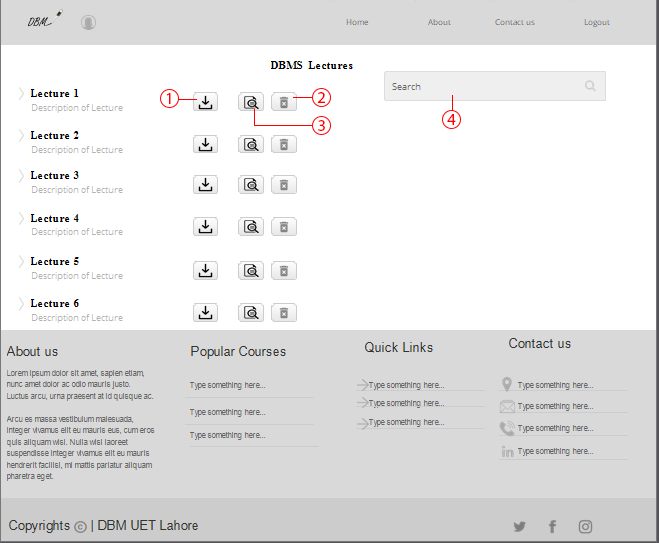 DBM
Home About Contact us Logout
DBMS Lectures
Search
Lecture 1
Description of Lecture
1
2
3
4
Lecture 2
Description of Lecture
Lecture 3
Description of Lecture
Lecture 4
Description of Lecture
Lecture 5
Description of Lecture
Lecture 6
Description of Lecture
About us
Lorem ipsum dolor sit amet, sapien etiam,
nunc amet dolor ac odio mauris justo.
Luctus arcu, urna praesent at id quisque ac.
Arcu es massa vestibulum malesuada,
integer vivamus elit eu mauris eus, cum eros
quis aliquam wisi. Nulla wisi laoreet
suspendisse integer vivamus elit eu mauris
hendrerit facilisi, mi mattis pariatur aliquam
pharetra eget.
Popular Courses
Type something here...
Type something here...
Type something here...
Quick Links
Type something here...
Type something here...
Type something here...
Contact us
Type something here...
Type something here...
Type something here...
in Type something here...
Copyrights © | DBM UET Lahore